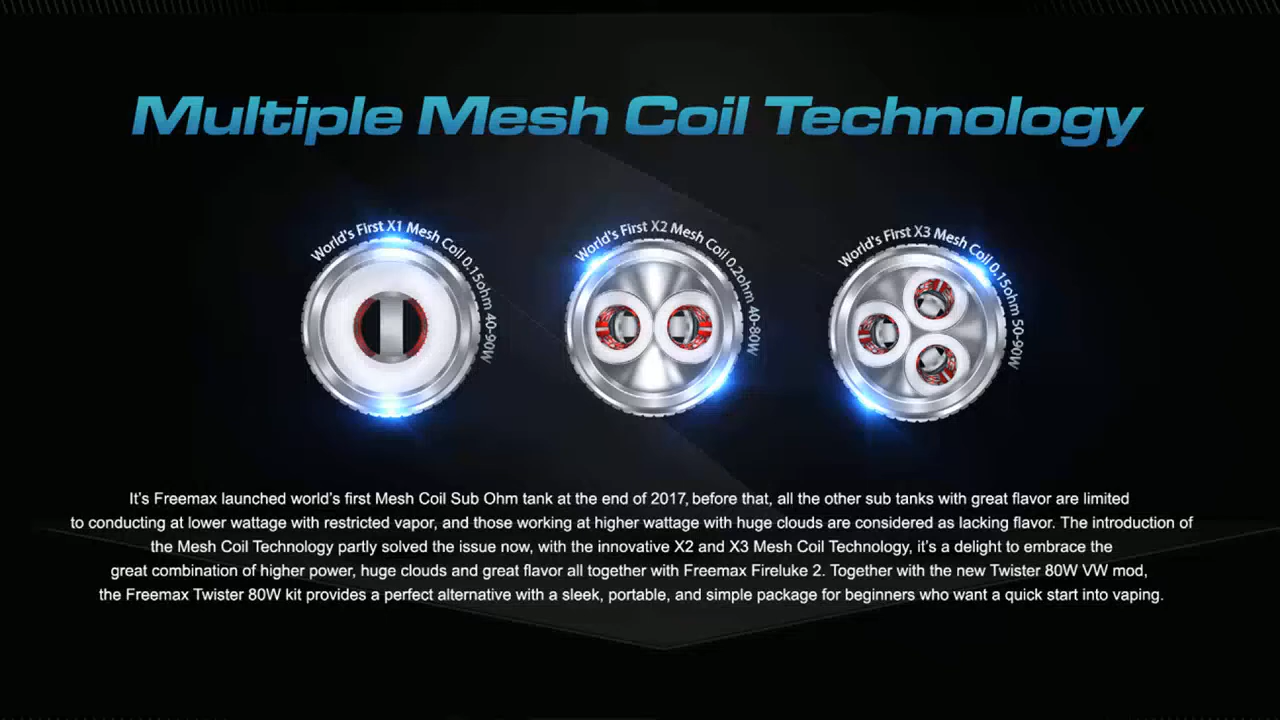 Multiple Mesh Coil Technology
World's First X1 Mesh Coil 0.15ohm 40-90W
World's First X2 Mesh Coil 0.2ohm 40-80W
World's First X3 Mesh Coil 0.15ohm 50-90W
It's Freemax launched world's first Mesh Coil Sub Ohm tank at the end of 2017, before that, all the other sub tanks with great flavor are limited
to conducting at lower wattage with restricted vapor, and those working at higher wattage with huge clouds are considered as lacking flavor. The introduction of
the Mesh Coil Technology partly solved the issue now, with the innovative X2 and X3 Mesh Coil Technology, it's a delight to embrace the
great combination of higher power, huge clouds and great flavor all together with Freemax Fireluke 2. Together with the new Twister 80W VW mod,
the Freemax Twister 80W kit provides a perfect alternative with a sleek, portable, and simple package for beginners who want a quick start into vaping.